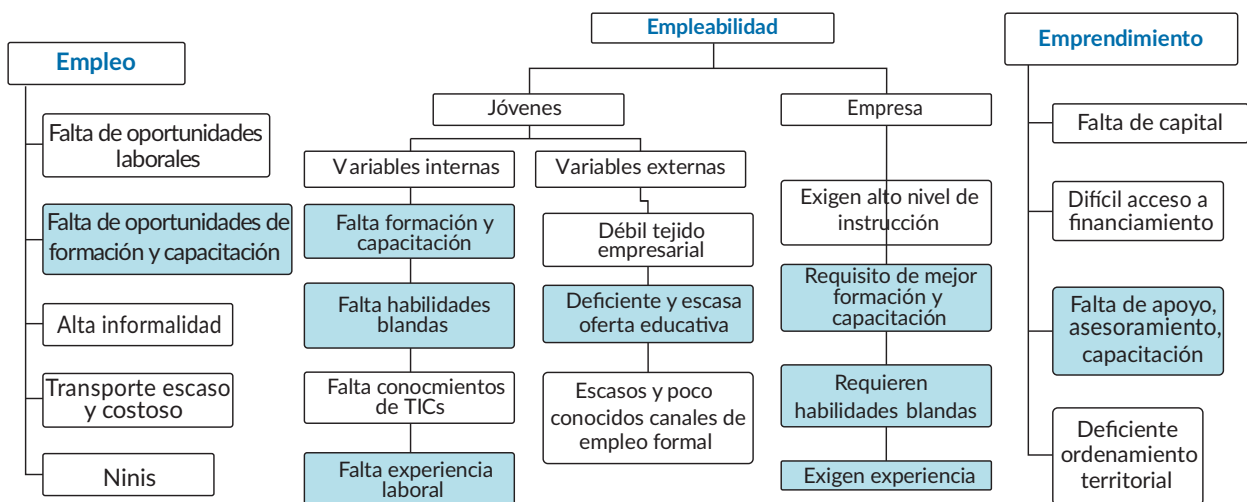 Empleo
Falta de oportunidades
laborales
Falta de oportunidades de
formación y capacitación
Alta informalidad
Transporte escaso
y costoso
Ninis
Empleabilidad
Jóvenes
Variables internas
Falta formación y
capacitación
Falta habilidades
blandas
Falta conocmientos
de TICs
Falta experiencia
laboral
Variables externas
Débil tejido
empresarial
Deficiente y escasa
oferta educativa
Escasos y poco
conocidos canales de
empleo formal
Empresa
Exigen alto nivel de
instrucción
Requisito de mejor
formación y
capacitación
Requieren
habilidades blandas
Exigen experiencia
Emprendimiento
Falta de capital
Difícil acceso a
financiamiento
Falta de apoyo,
asesoramiento,
capacitación
Deficiente
ordenamiento
territorial